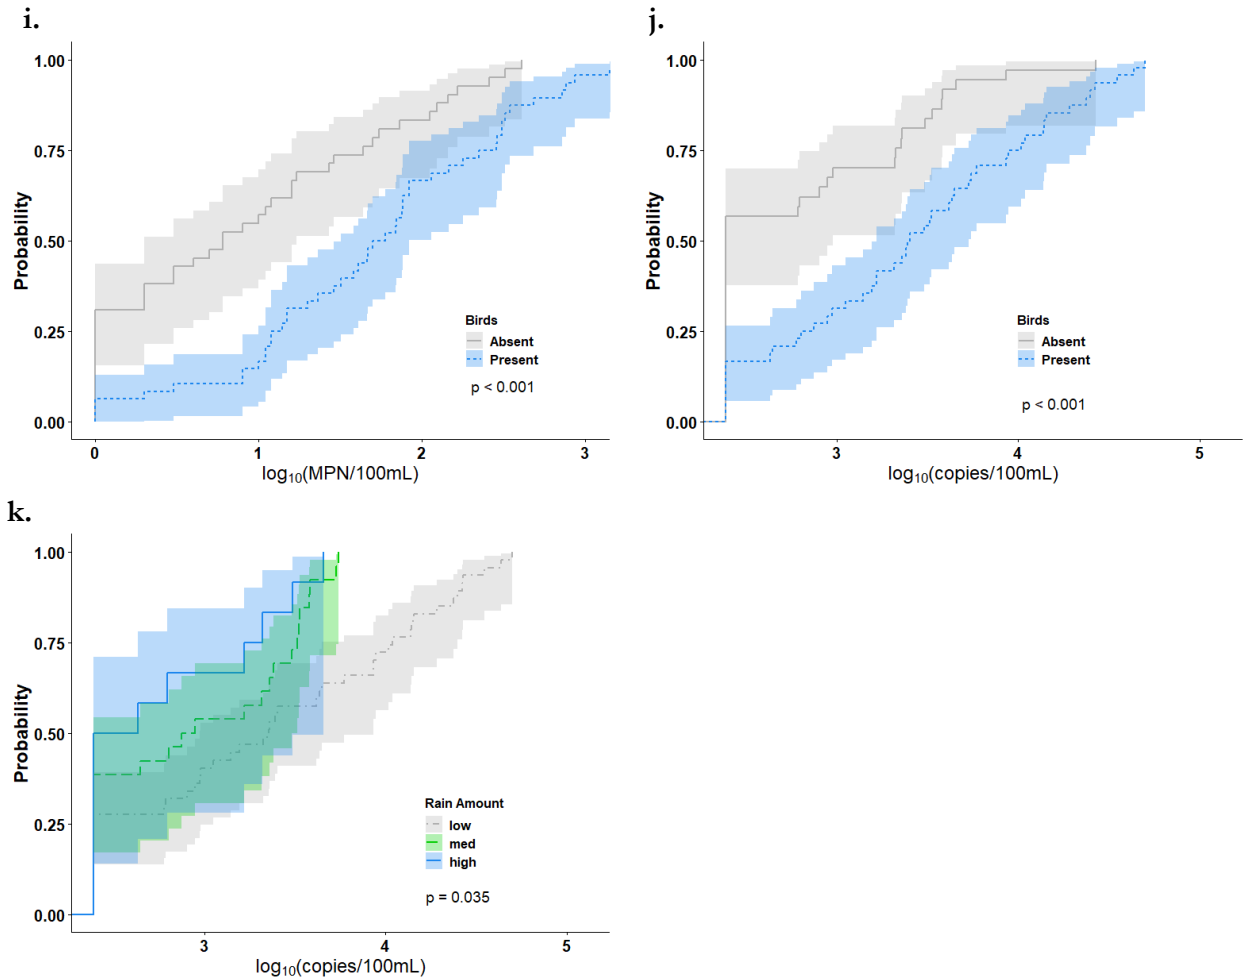 i.
1.00
0.75
0.50
0.25
0.00
Probability
Birds
Absent
Present
p < 0.001
0 1 2 3
log10(MPN/100mL)
j.
1.00
0.75
0.50
0.25
0.00
Probability
Birds
Absent
Present
p < 0.001
3 4 5
log10(copies/100mL)
k.
1.00
0.75
0.50
0.25
0.00
Probability
Rain Amount
low
med
high
p = 0.035
3 4 5
log10(copies/100mL)